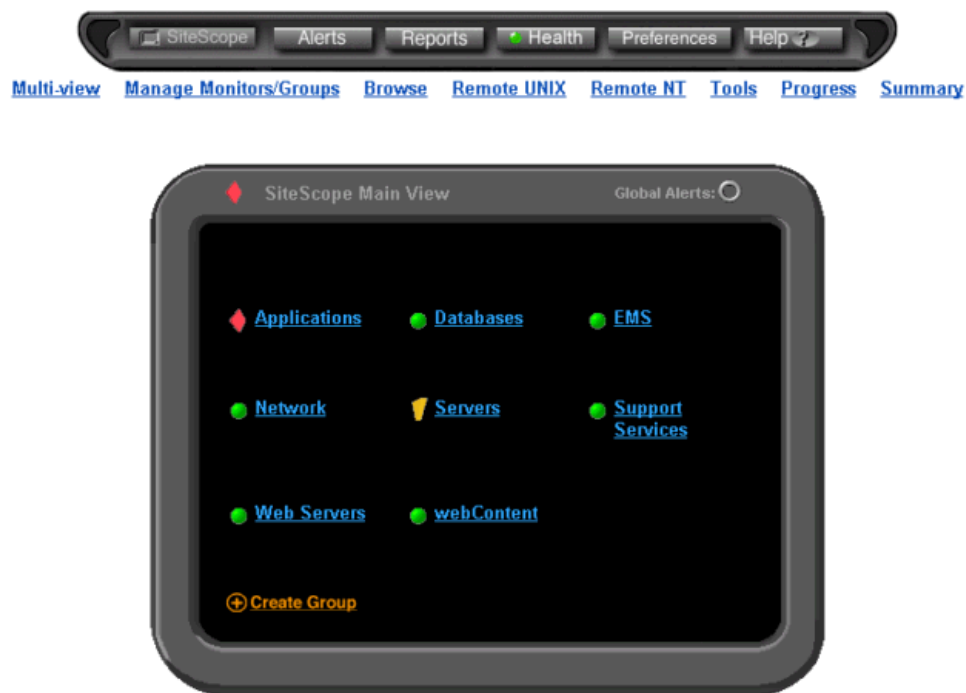 SiteScope Alerts Reports Health Preferences Help ?
Multi-view Manage Monitors/Groups Browse Remote UNIX Remote NT Tools Progress Summary
SiteScope Main View Global Alerts:
Applications Databases EMS
Network Servers Support
Services
Web Servers webContent
Create Group